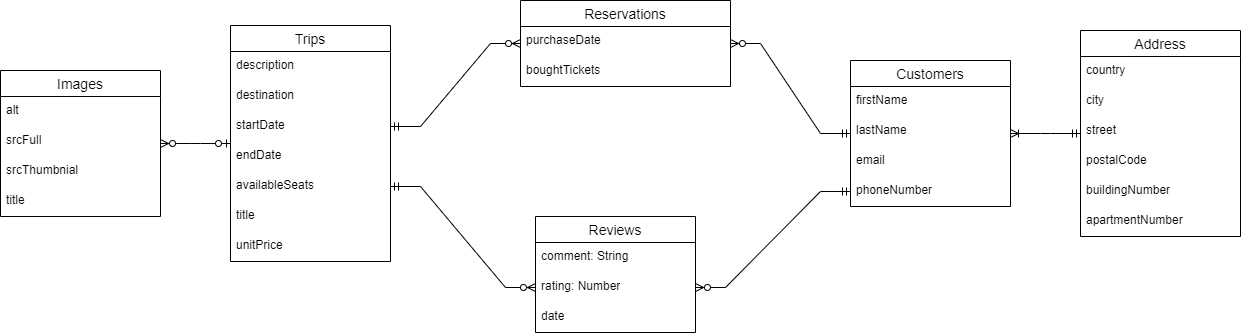 Images
alt
srcFull
srcThumbnial
title
Trips
description
destination
startDate
endDate
availableSeats
title
unitPrice
Reservations
purchaseDate
boughtTickets
Reviews
comment: String
rating: Number
date
Customers
firstName
lastName
email
phoneNumber
Address
country
city
street
postalCode
buildingNumber
apartmentNumber